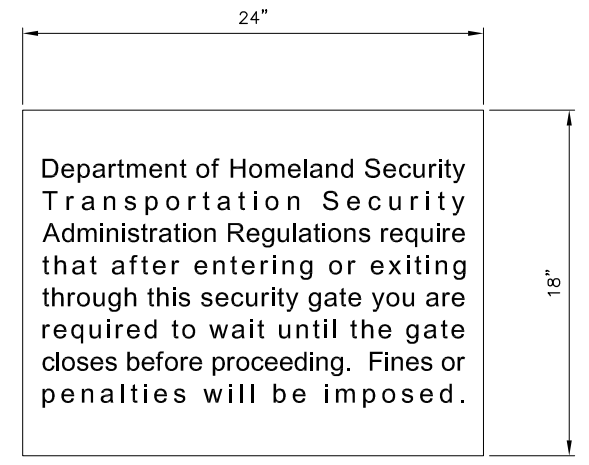 24”
Department of Homeland Security
Transportation Security
Administration Regulations require
that after entering or exiting
through this security gate you are
required to wait until the gate
closes before proceeding.  Fines or
penalties will be imposed.
18”